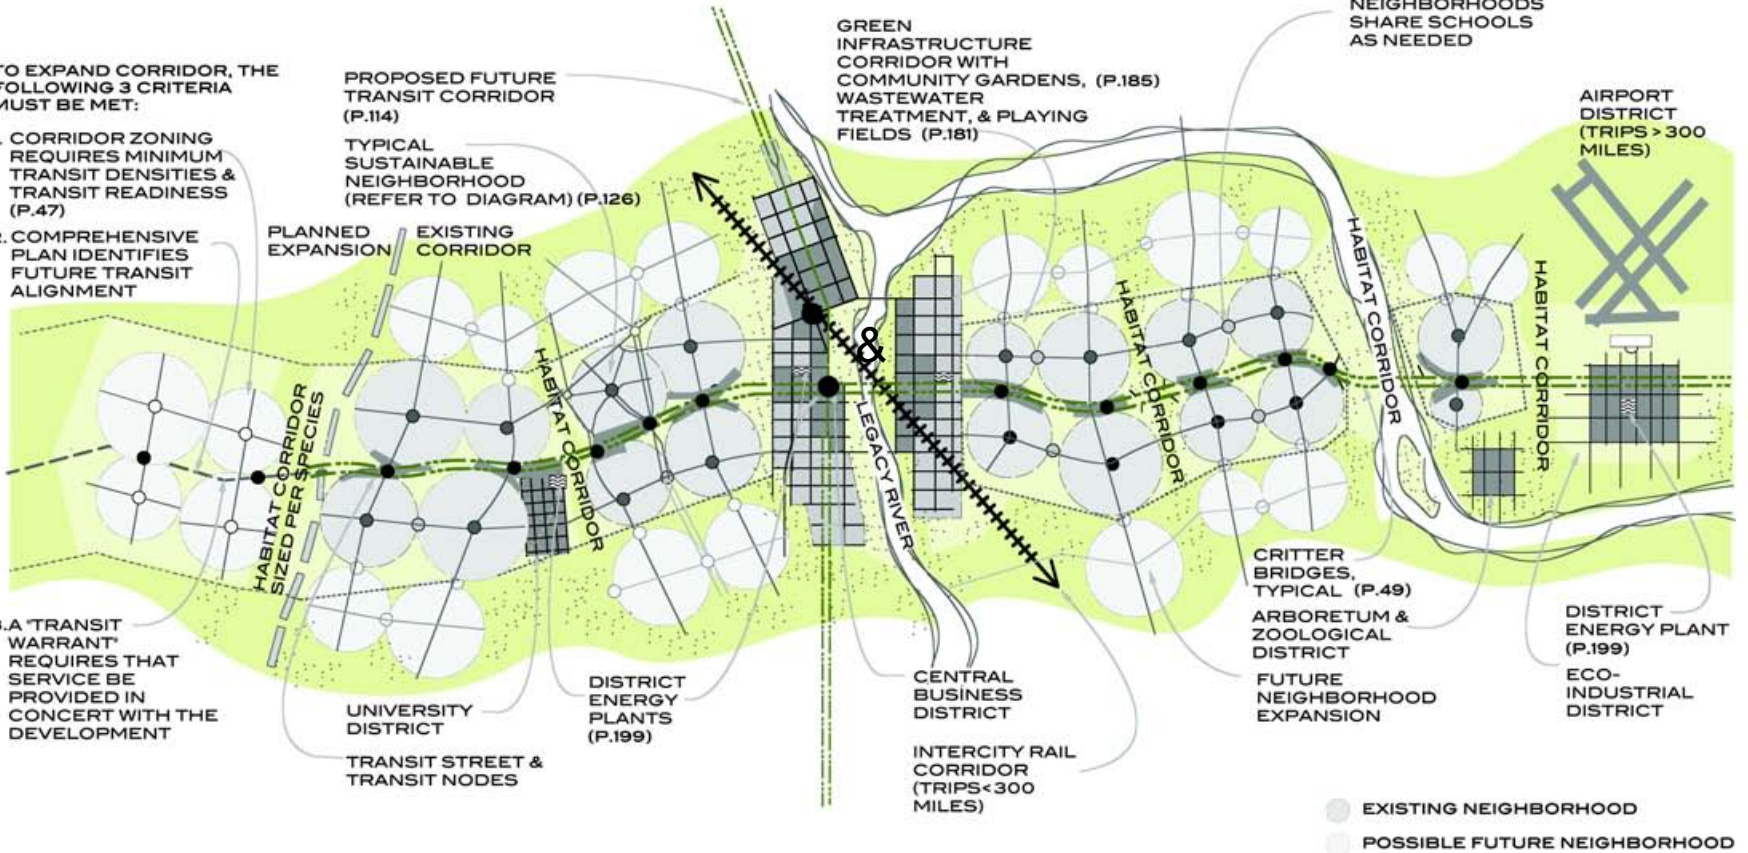 TO EXPAND CORRIDOR, THE
FOLLOWING 3 CRITERIA
MUST BE MET:
. CORRIDOR ZONING
REQUIRES MINIMUM
TRANSIT DENSITIES &
TRANSIT READINESS
(P.47)
2. COMPREHENSIVE
PLAN IDENTIFIES
FUTURE TRANSIT
ALIGNMENT
3.A "TRANSIT
WARRANT"
REQUIRES THAT
SERVICE BE
PROVIDED IN
CONCERT WITH THE
DEVELOPMENT
PROPOSED FUTURE
TRANSIT CORRIDOR
(P.114)
TYPICAL
SUSTAINABLE
NEIGHBORHOOD
(REFER TO DIAGRAM) (P.126)
PLANNED
EXPANSION
EXISTING
CORRIDOR
GREEN
INFRASTRUCTURE
CORRIDOR WITH
COMMUNITY GARDENS, (P.185)
WASTEWATER
TREATMENT, & PLAYING
FIELDS (P.181)
NEIGHBORHOODS
SHARE SCHOOLS
AS NEEDED
AIRPORT
DISTRICT
(TRIPS > 300
MILES)
HABITAT CORRIDOR
SIZED PER SPECIES
HABITAT CORRIDOR
&
LEGACY RIVER
HABITAT CORRIDOR
HABITAT CORRIDOR
HABITAT CORRIDOR
UNIVERSITY
DISTRICT
TRANSIT STREET &
TRANSIT NODES
DISTRICT
ENERGY
PLANTS
(P.199)
CENTRAL
BUSINESS
DISTRICT
INTERCITY RAIL
CORRIDOR
(TRIPS<300
MILES)
CRITTER
BRIDGES,
TYPICAL (P.49)
ARBORETUM &
ZOOLOGICAL
DISTRICT
FUTURE
NEIGHBORHOOD
EXPANSION
DISTRICT
ENERGY PLANT
(P.199)
ECO-
INDUSTRIAL
DISTRICT
EXISTING NEIGHBORHOOD
POSSIBLE FUTURE NEIGHBORHOOD